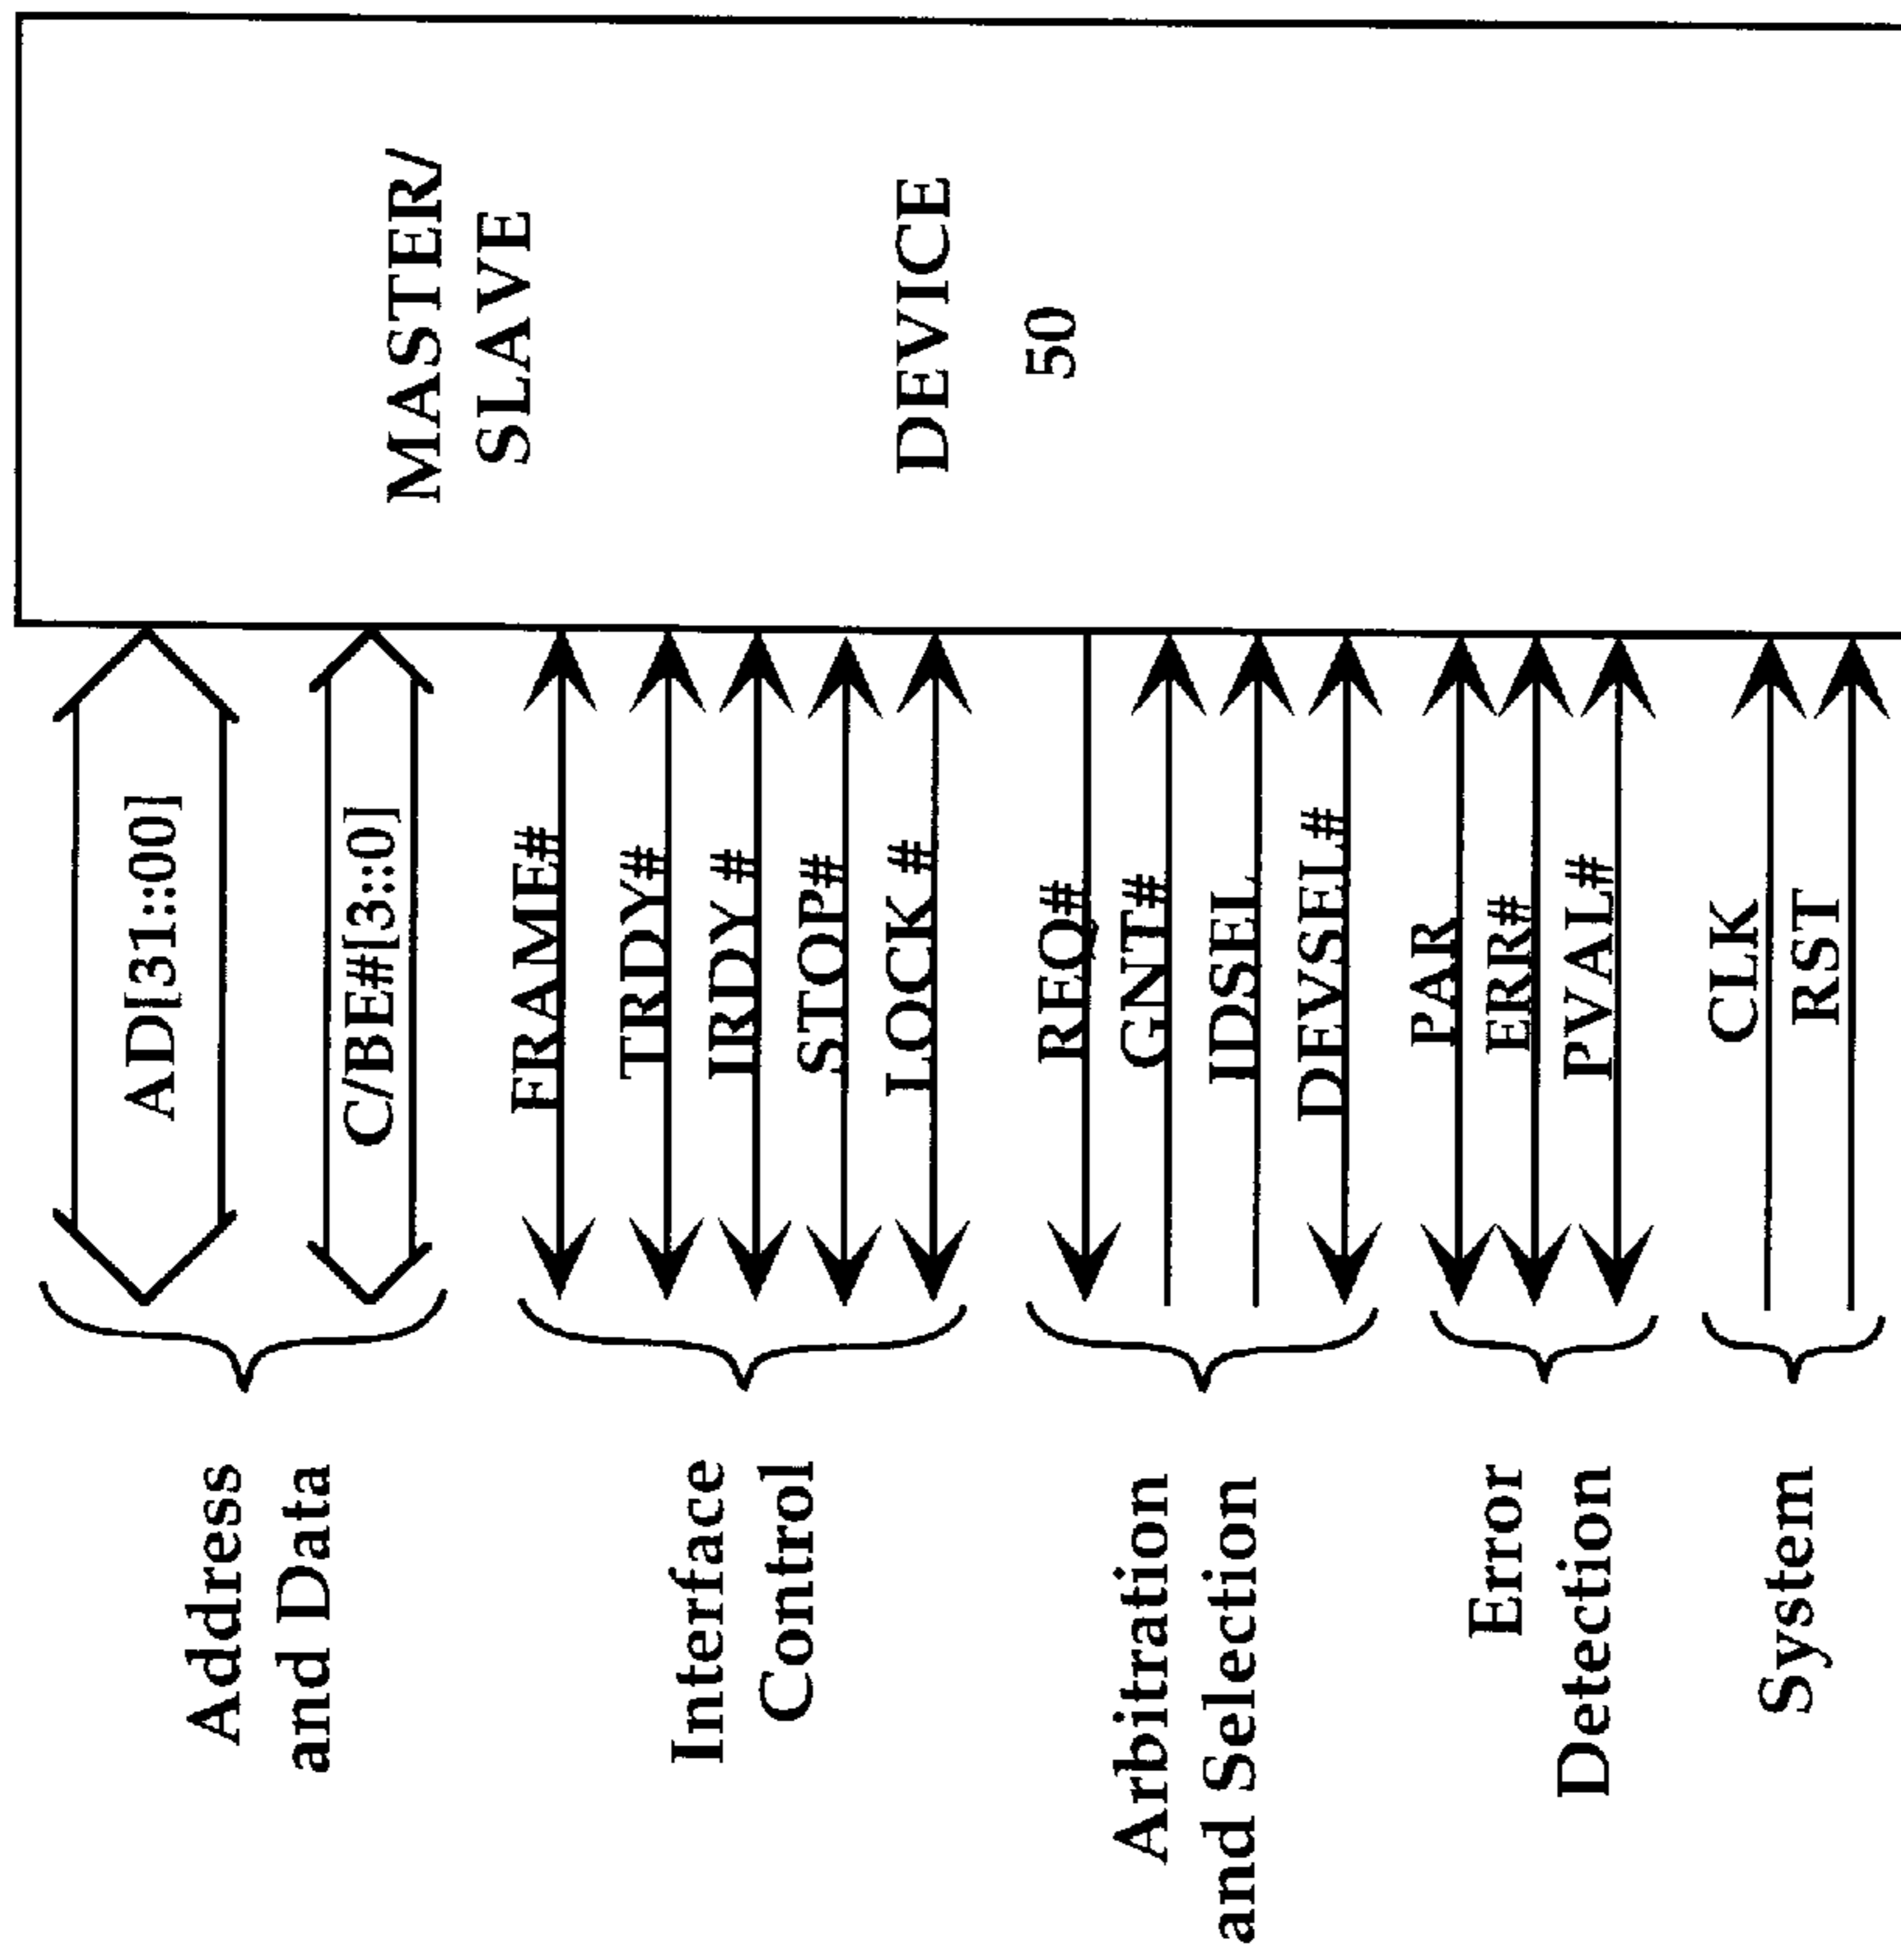 Address
and Data
AD[31::00]
C/BE#[3::0]
Interface
Control
FRAME#
TRDY#
IRDY#
STOP#
LOCK#
Arbitration
and Selection
REQ#
GNT#
IDSEL
DEVSEL#
Error
Detection
PAR
ERR#
PVAL#
System
CLK
RST
MASTER/
SLAVE
DEVICE
50